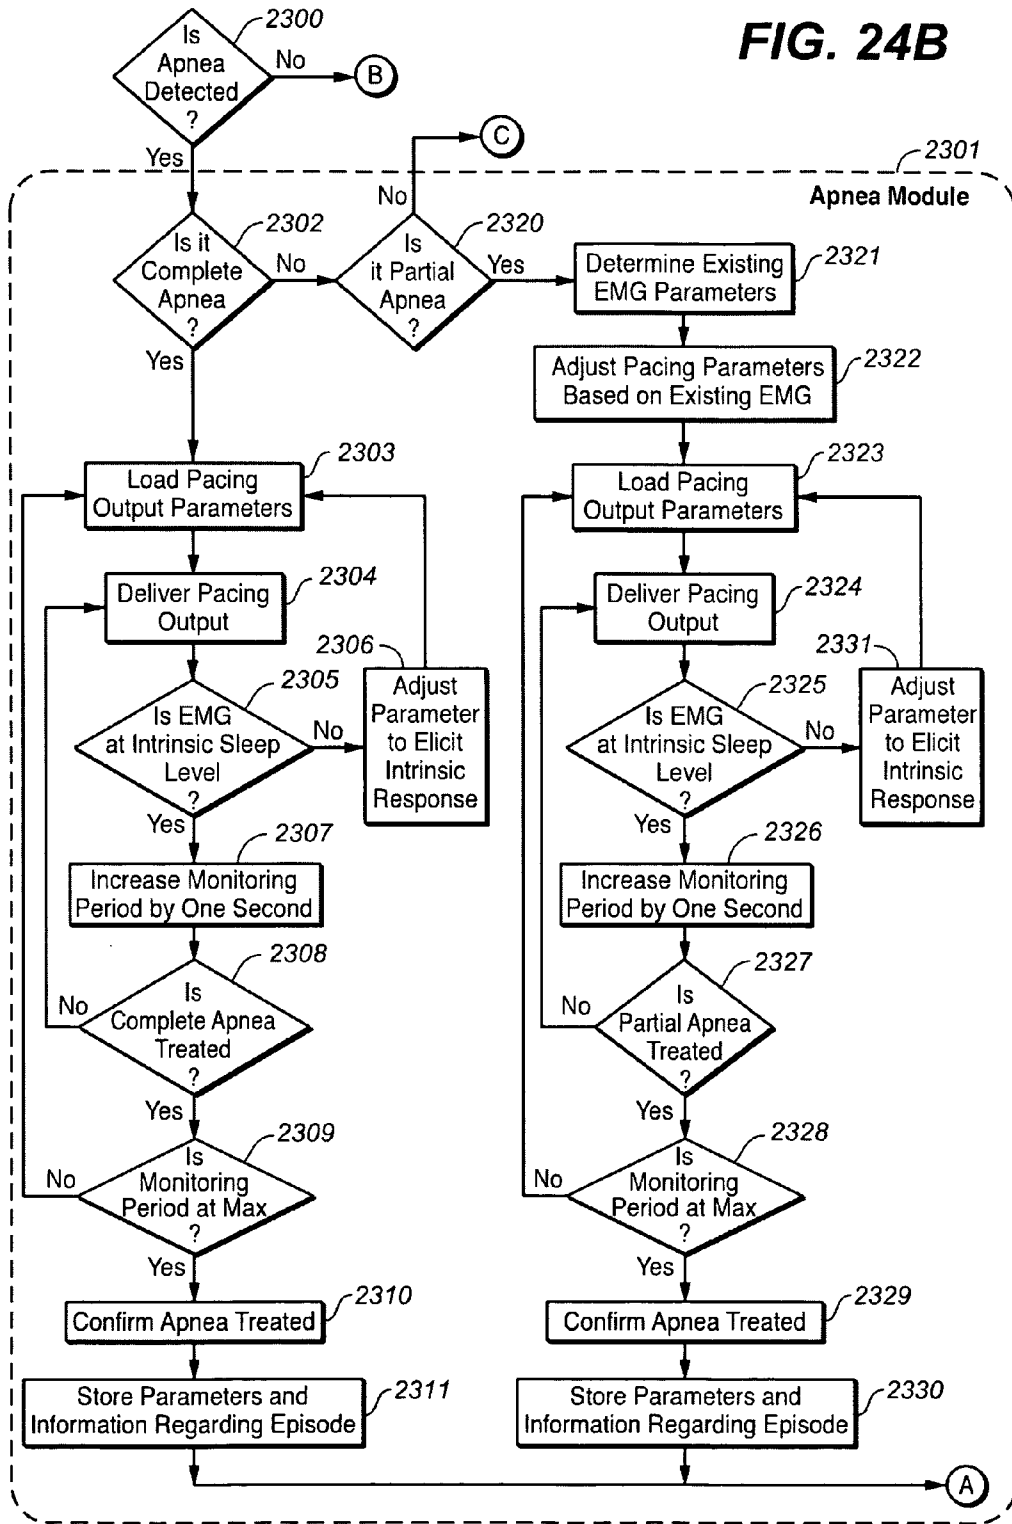 FIG. 24B
2300
Is
Apnea
Detected
?
No
B
Yes
C
2301
Apnea Module
No
2302
Is it
Complete
Apnea
?
No
2320
Is
it Partial
Apnea
?
Yes
2321
Determine Existing
EMG Parameters
Yes
2322
Adjust Pacing Parameters
Based on Existing EMG
2303
Load Pacing
Output Parameters
2323
Load Pacing
Output Parameters
2304
Deliver Pacing
Output
2324
Deliver Pacing
Output
2305
Is EMG
at Intrinsic Sleep
Level
?
No
2306
Adjust
Parameter
to Elicit
Intrinsic
Response
2325
Is EMG
at Intrinsic Sleep
Level
?
No
2331
Adjust
Parameter
to Elicit
Intrinsic
Response
Yes
2307
Increase Monitoring
Period by One Second
Yes
2326
Increase Monitoring
Period by One Second
2308
No
Is
Complete Apnea
Treated
?
2327
No
Is
Partial Apnea
Treated
?
Yes
2309
No
Is
Monitoring
Period at Max
?
Yes
2328
No
Is
Monitoring
Period at Max
?
Yes
2310
Confirm Apnea Treated
Yes
2329
Confirm Apnea Treated
2311
Store Parameters and
Information Regarding Episode
2330
Store Parameters and
Information Regarding Episode
A